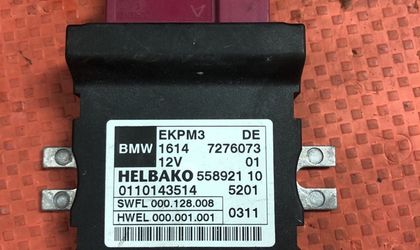 A
BMW EKPM3 DE
1614 7276073
12V 01
HELBAKO 558921 10
0110143514 5201
SWFL 000.128.008
HWEL 000.001.001 0311